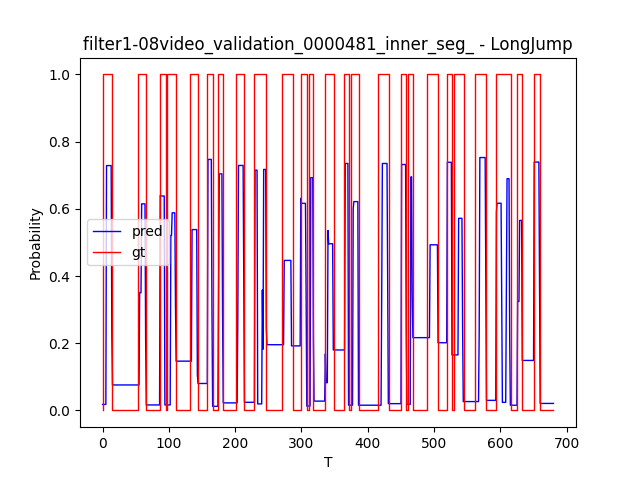 filter1-08video_validation_0000481_inner_seg_ - LongJump
1.0
0.8
0.6
0.4
0.2
0.0
Probability
pred
gt
0 100 200 300 400 500 600 700
T